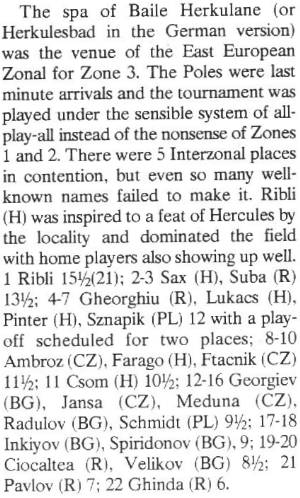 The spa of Baile Herkulane (or
Herkulesbad in the German version)
was the venue of the East European
Zonal for Zone 3. The Poles were last
minute arrivals and the tournament was
played under the sensible system of all-
play-all instead of the nonsense of Zones
1 and 2. There were 5 Interzonal places
in contention, but even so many well-
known names failed to make it. Ribli
(H) was inspired to a feat of Hercules by
the locality and dominated the field
with home players also showing up well.
1 Ribli 15½(21); 2-3 Sax (H), Suba (R)
13½; 4-7 Gheorghiu (R), Lukacs (H),
Pinter (H), Sznapik (PL) 12 with a play-
off scheduled for two places; 8-10
Ambroz (CZ), Farago (H), Ftacnik (CZ)
11½; 11 Csom (H) 10½; 12-16 Georgiev
(BG), Jansa (CZ), Meduna (CZ),
Radulov (BG), Schmidt (PL) 9½; 17-18
Inkiyov (BG), Spiridonov (BG), 9; 19-20
Ciocaltea (R), Velikov (BG) 8½; 21
Pavlov (R) 7; 22 Ghinda (R) 6.